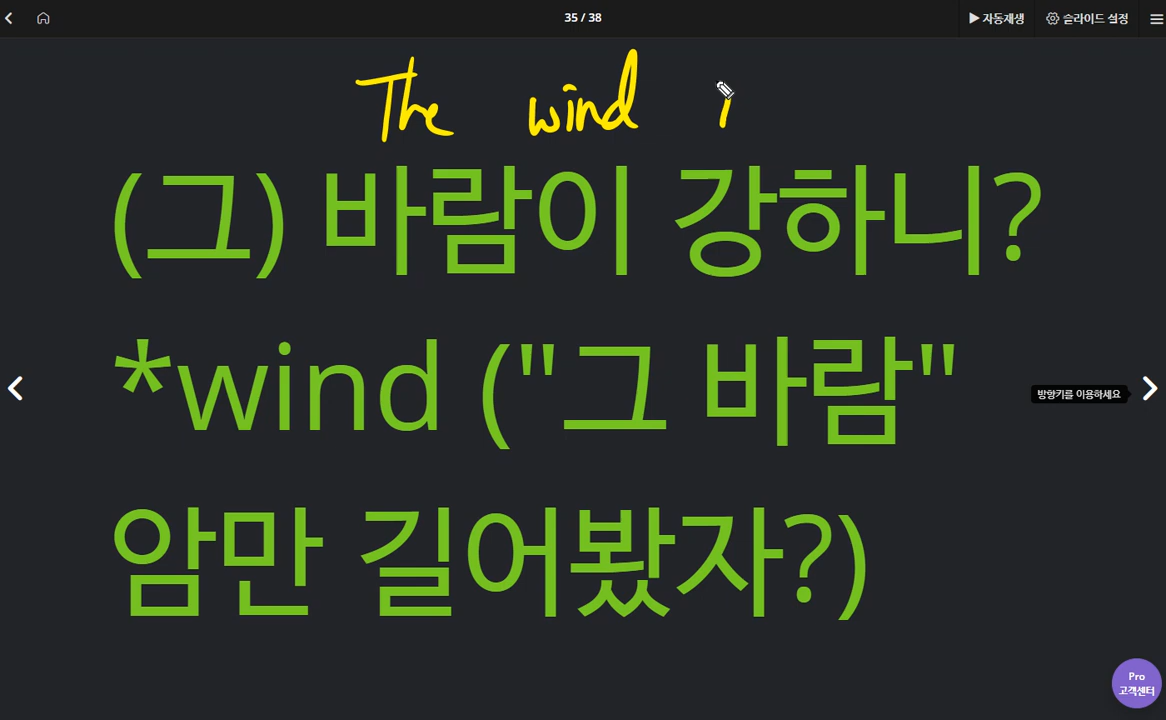 35 / 38
자동재생
슬라이드 설정
The wind i
(그) 바람이 강하니?
*wind ("그 바람"
방향키를 이용하세요
암만 길어봤자?)
Pro
고객센터